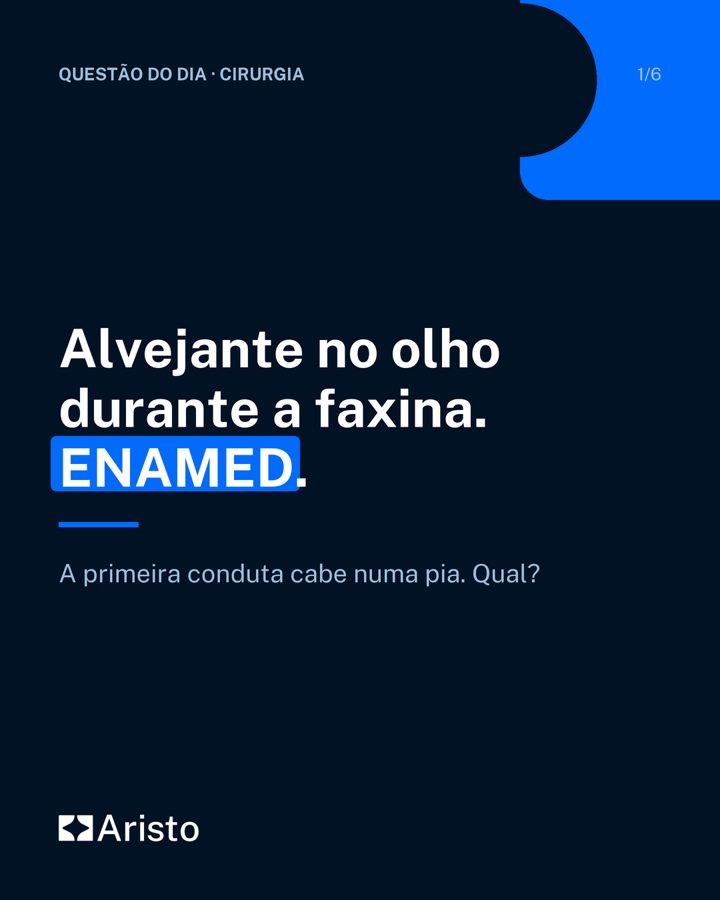 QUESTÃO DO DIA · CIRURGIA
1/6
Alvejante no olho
durante a faxina.
ENAMED.
A primeira conduta cabe numa pia. Qual?
Aristo